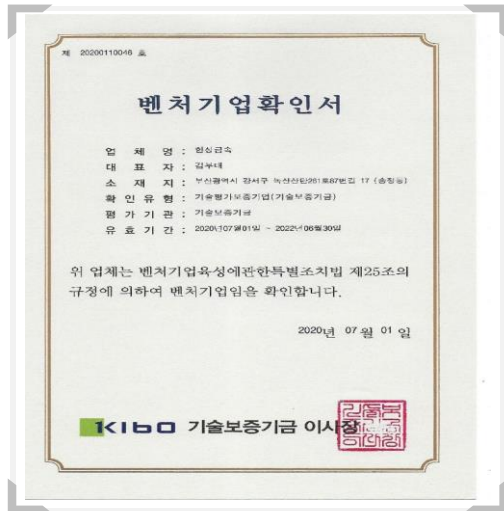 제 20200110046 호
벤처기업확인서
업 체 명 : 한싱금속
대 표 자 : 김부대
소 재 지 : 부산광역시 강서구 녹산산단261로87번길 17 (송정동)
확 인 유 형 : 기술평가보증기업(기술보증기금)
평 가 기 관 : 기술보증기금
유 효 기 간 : 2020년07월01일 ~ 2022년06월30일
위 업체는 벤처기업육성에관한특별조치법 제25조의
규정에 의하여 벤처기업임을 확인합니다.
2020년 07 월 01 일
KIBO 기술보증기금 이사장